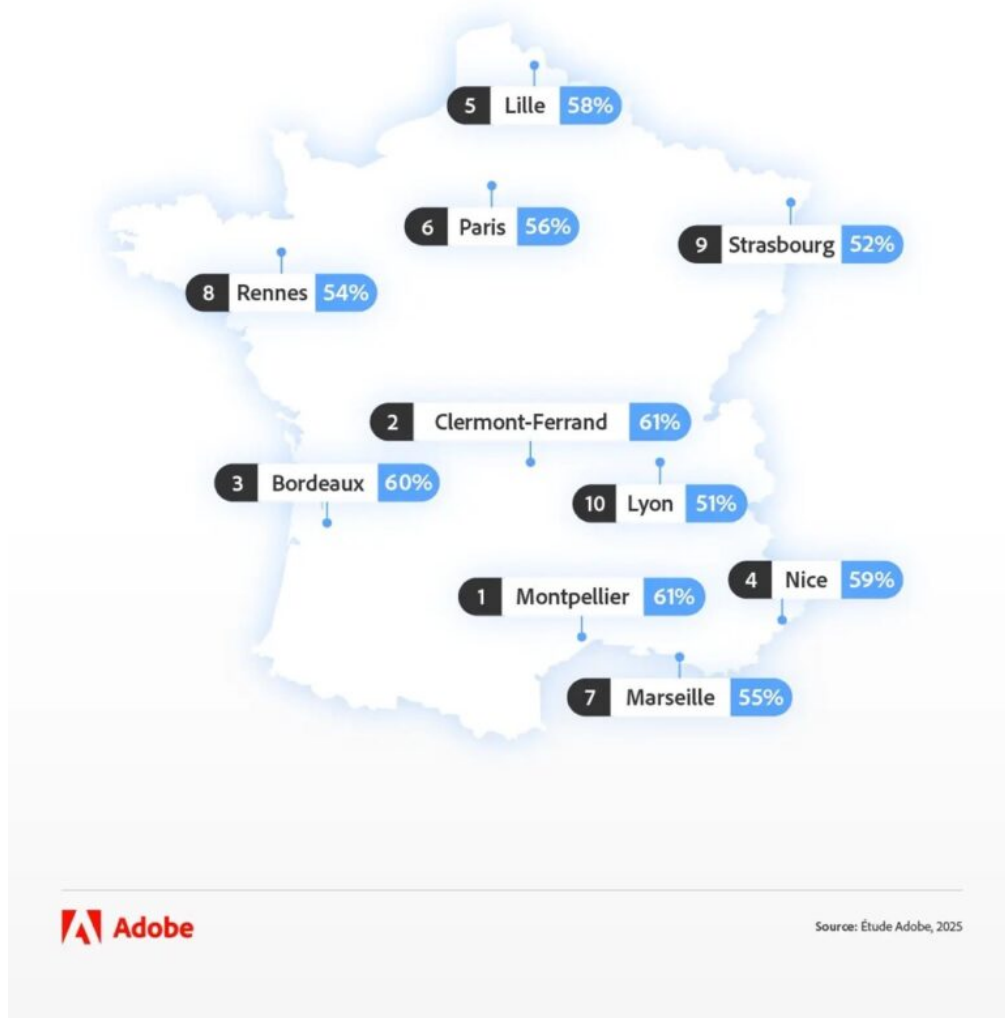 5 Lille 58%
6 Paris 56%
9 Strasbourg 52%
8 Rennes 54%
2 Clermont-Ferrand 61%
3 Bordeaux 60%
10 Lyon 51%
4 Nice 59%
1 Montpellier 61%
7 Marseille 55%
Adobe
Source: Étude Adobe, 2025